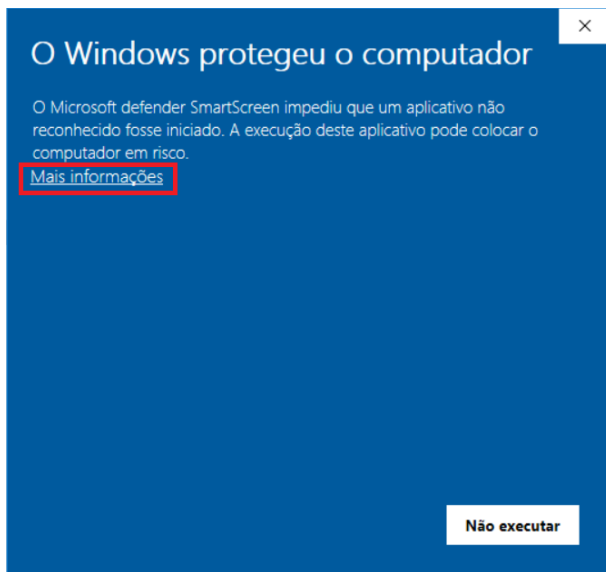 O Windows protegeu o computador
O Microsoft defender SmartScreen impediu que um aplicativo não
reconhecido fosse iniciado. A execução deste aplicativo pode colocar o
computador em risco.
Mais informações
Não executar